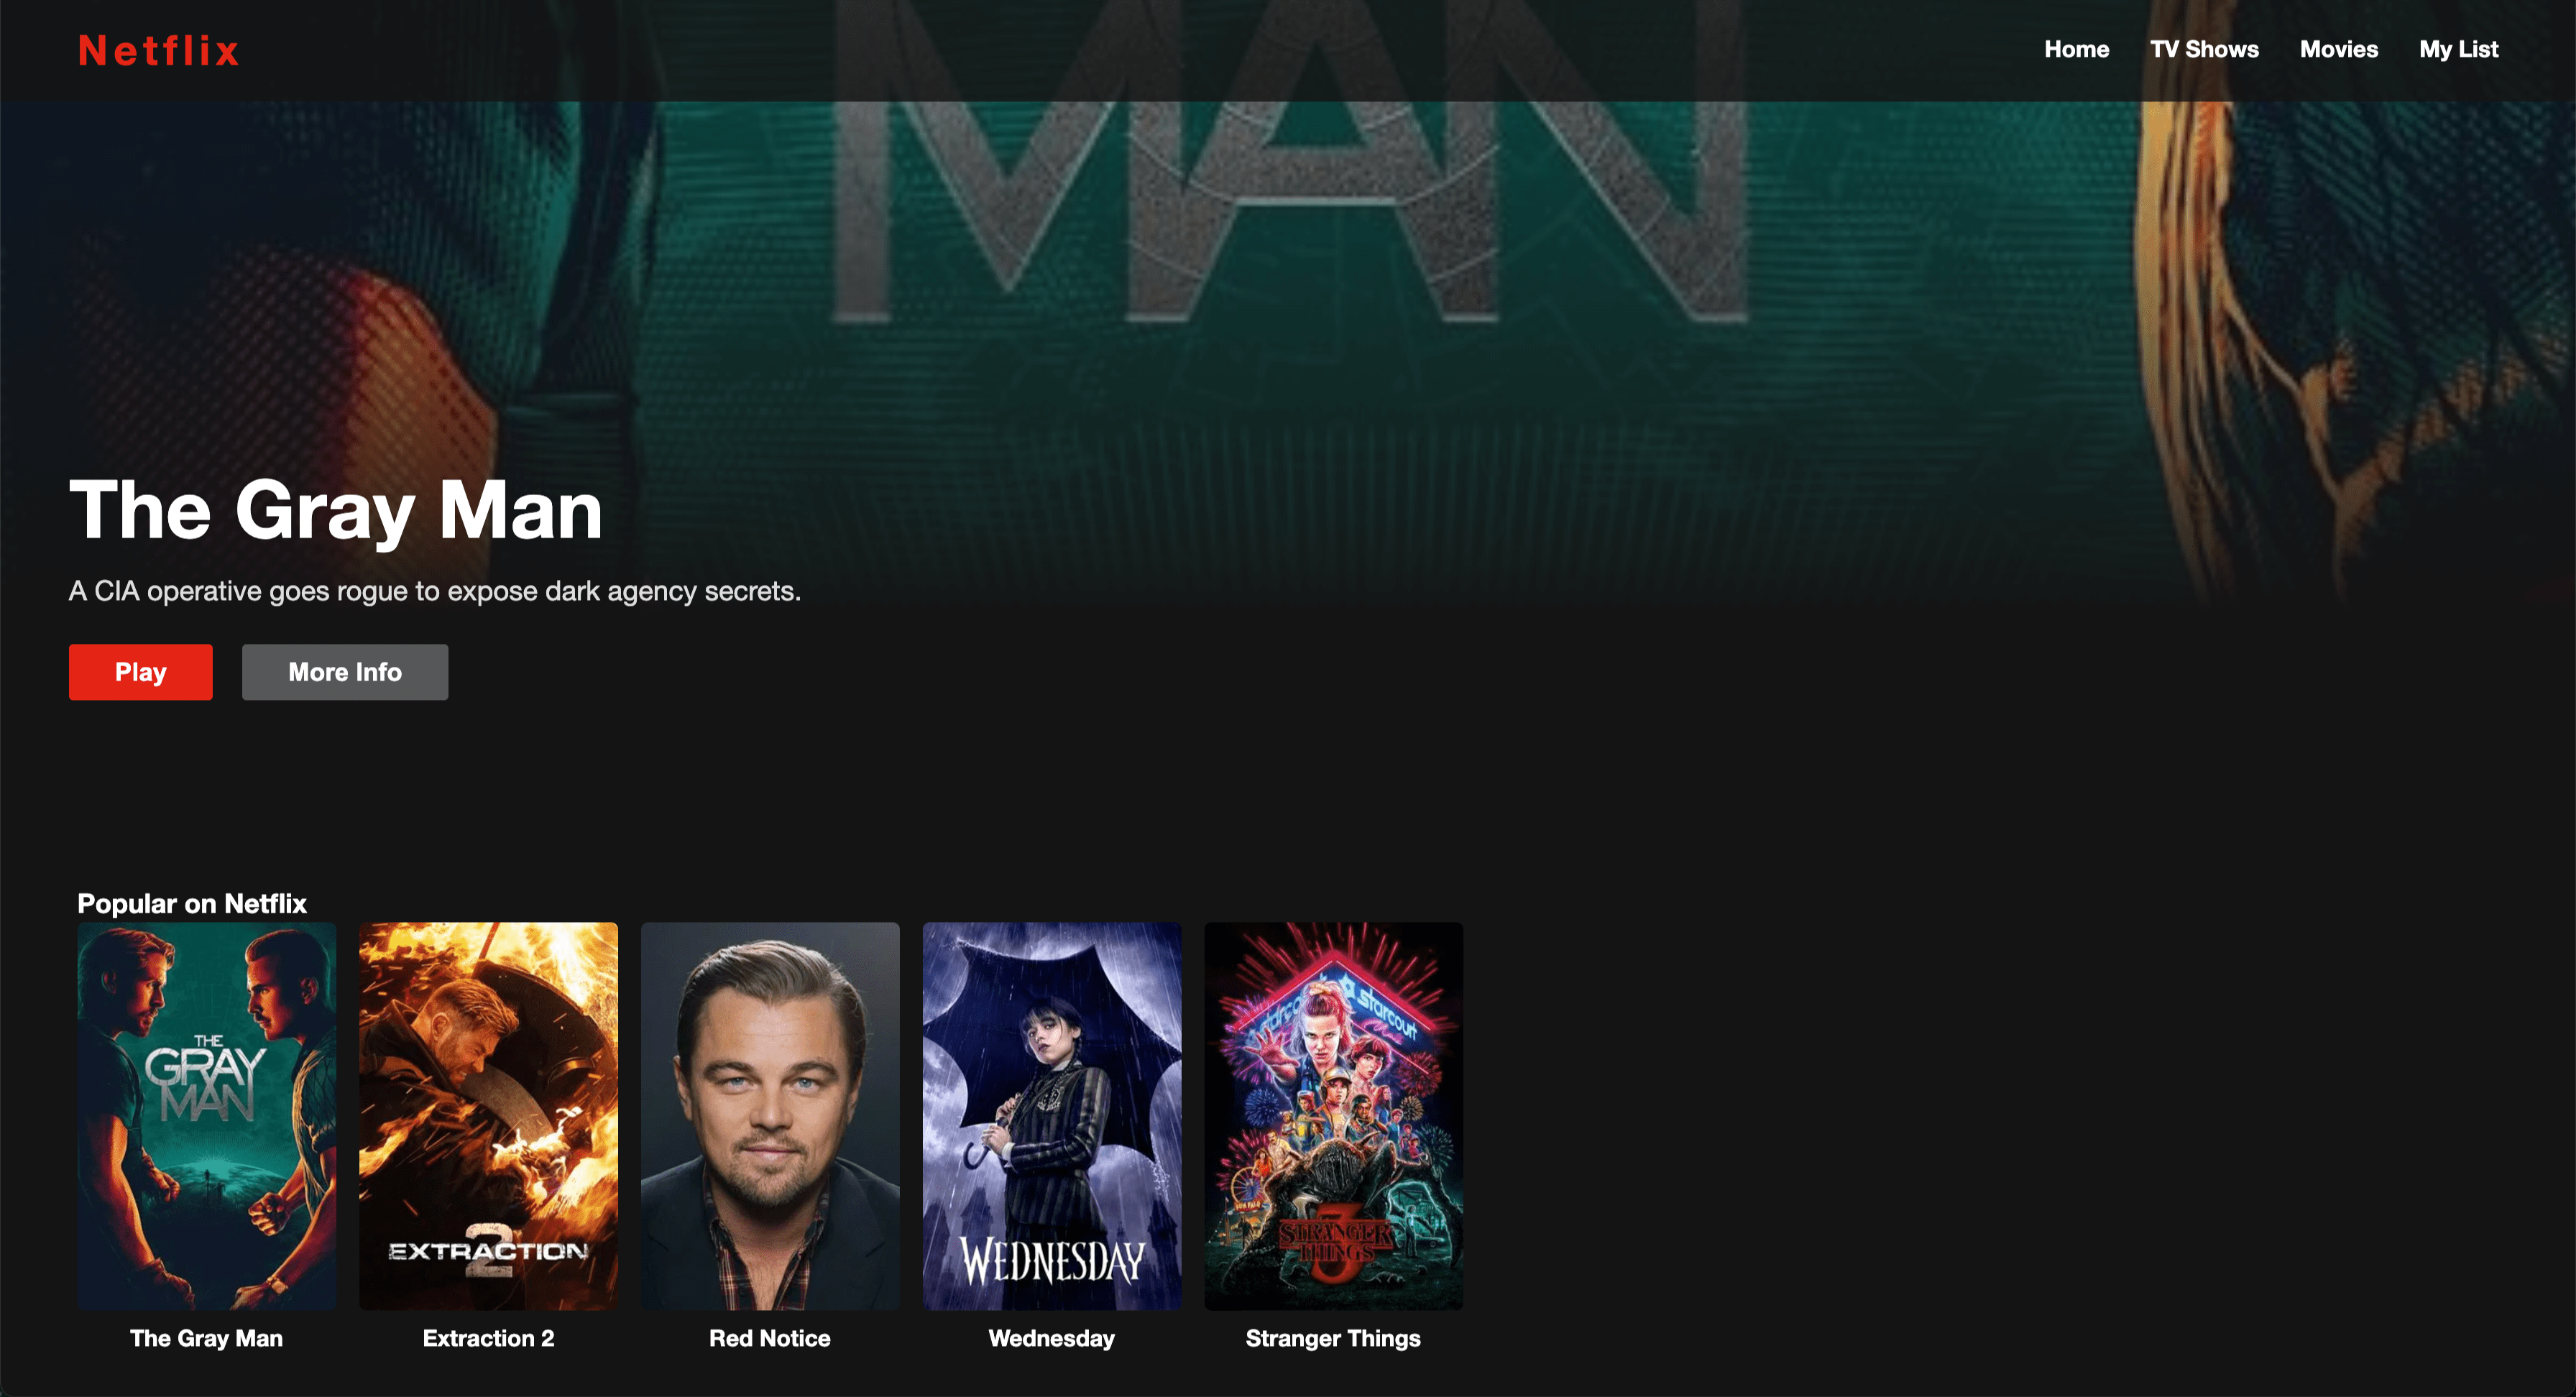 Netflix
Home TV Shows Movies My List
MAN
The Gray Man
A CIA operative goes rogue to expose dark agency secrets.
Play More Info
Popular on Netflix
THE
GRAY
MAN
EXTRACTION
2
WEDNESDAY
starcourt
STRANGER
THINGS
3
The Gray Man Extraction 2 Red Notice Wednesday Stranger Things